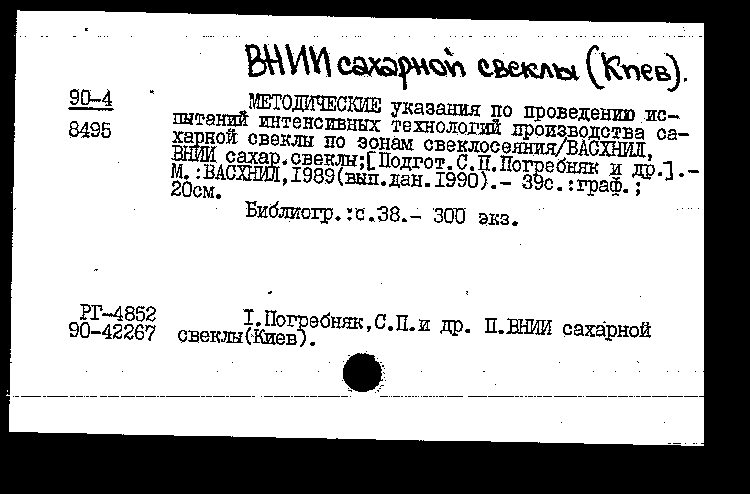 ВНИИ сахарной свеклы (Киев).
90-4
8495
МЕТОДИЧЕСКИЕ указания по проведению ис-
пытаний интенсивных технологий производства са-
харной свеклы по зонам свеклосеяния/ВАСХНИЛ,
ВНИИ сахар.свеклы;[Подгот.С.П.Погребняк и др.].-
М.:ВАСХНИЛ,1989(вып.дан.1990).- 39с.:граф.;
20см.
Библиогр.:с.38.- 300 экз.
РГ-4852
90-42267
I.Погребняк,С.П.и др. П.ВНИИ сахарной
свеклы(Киев).